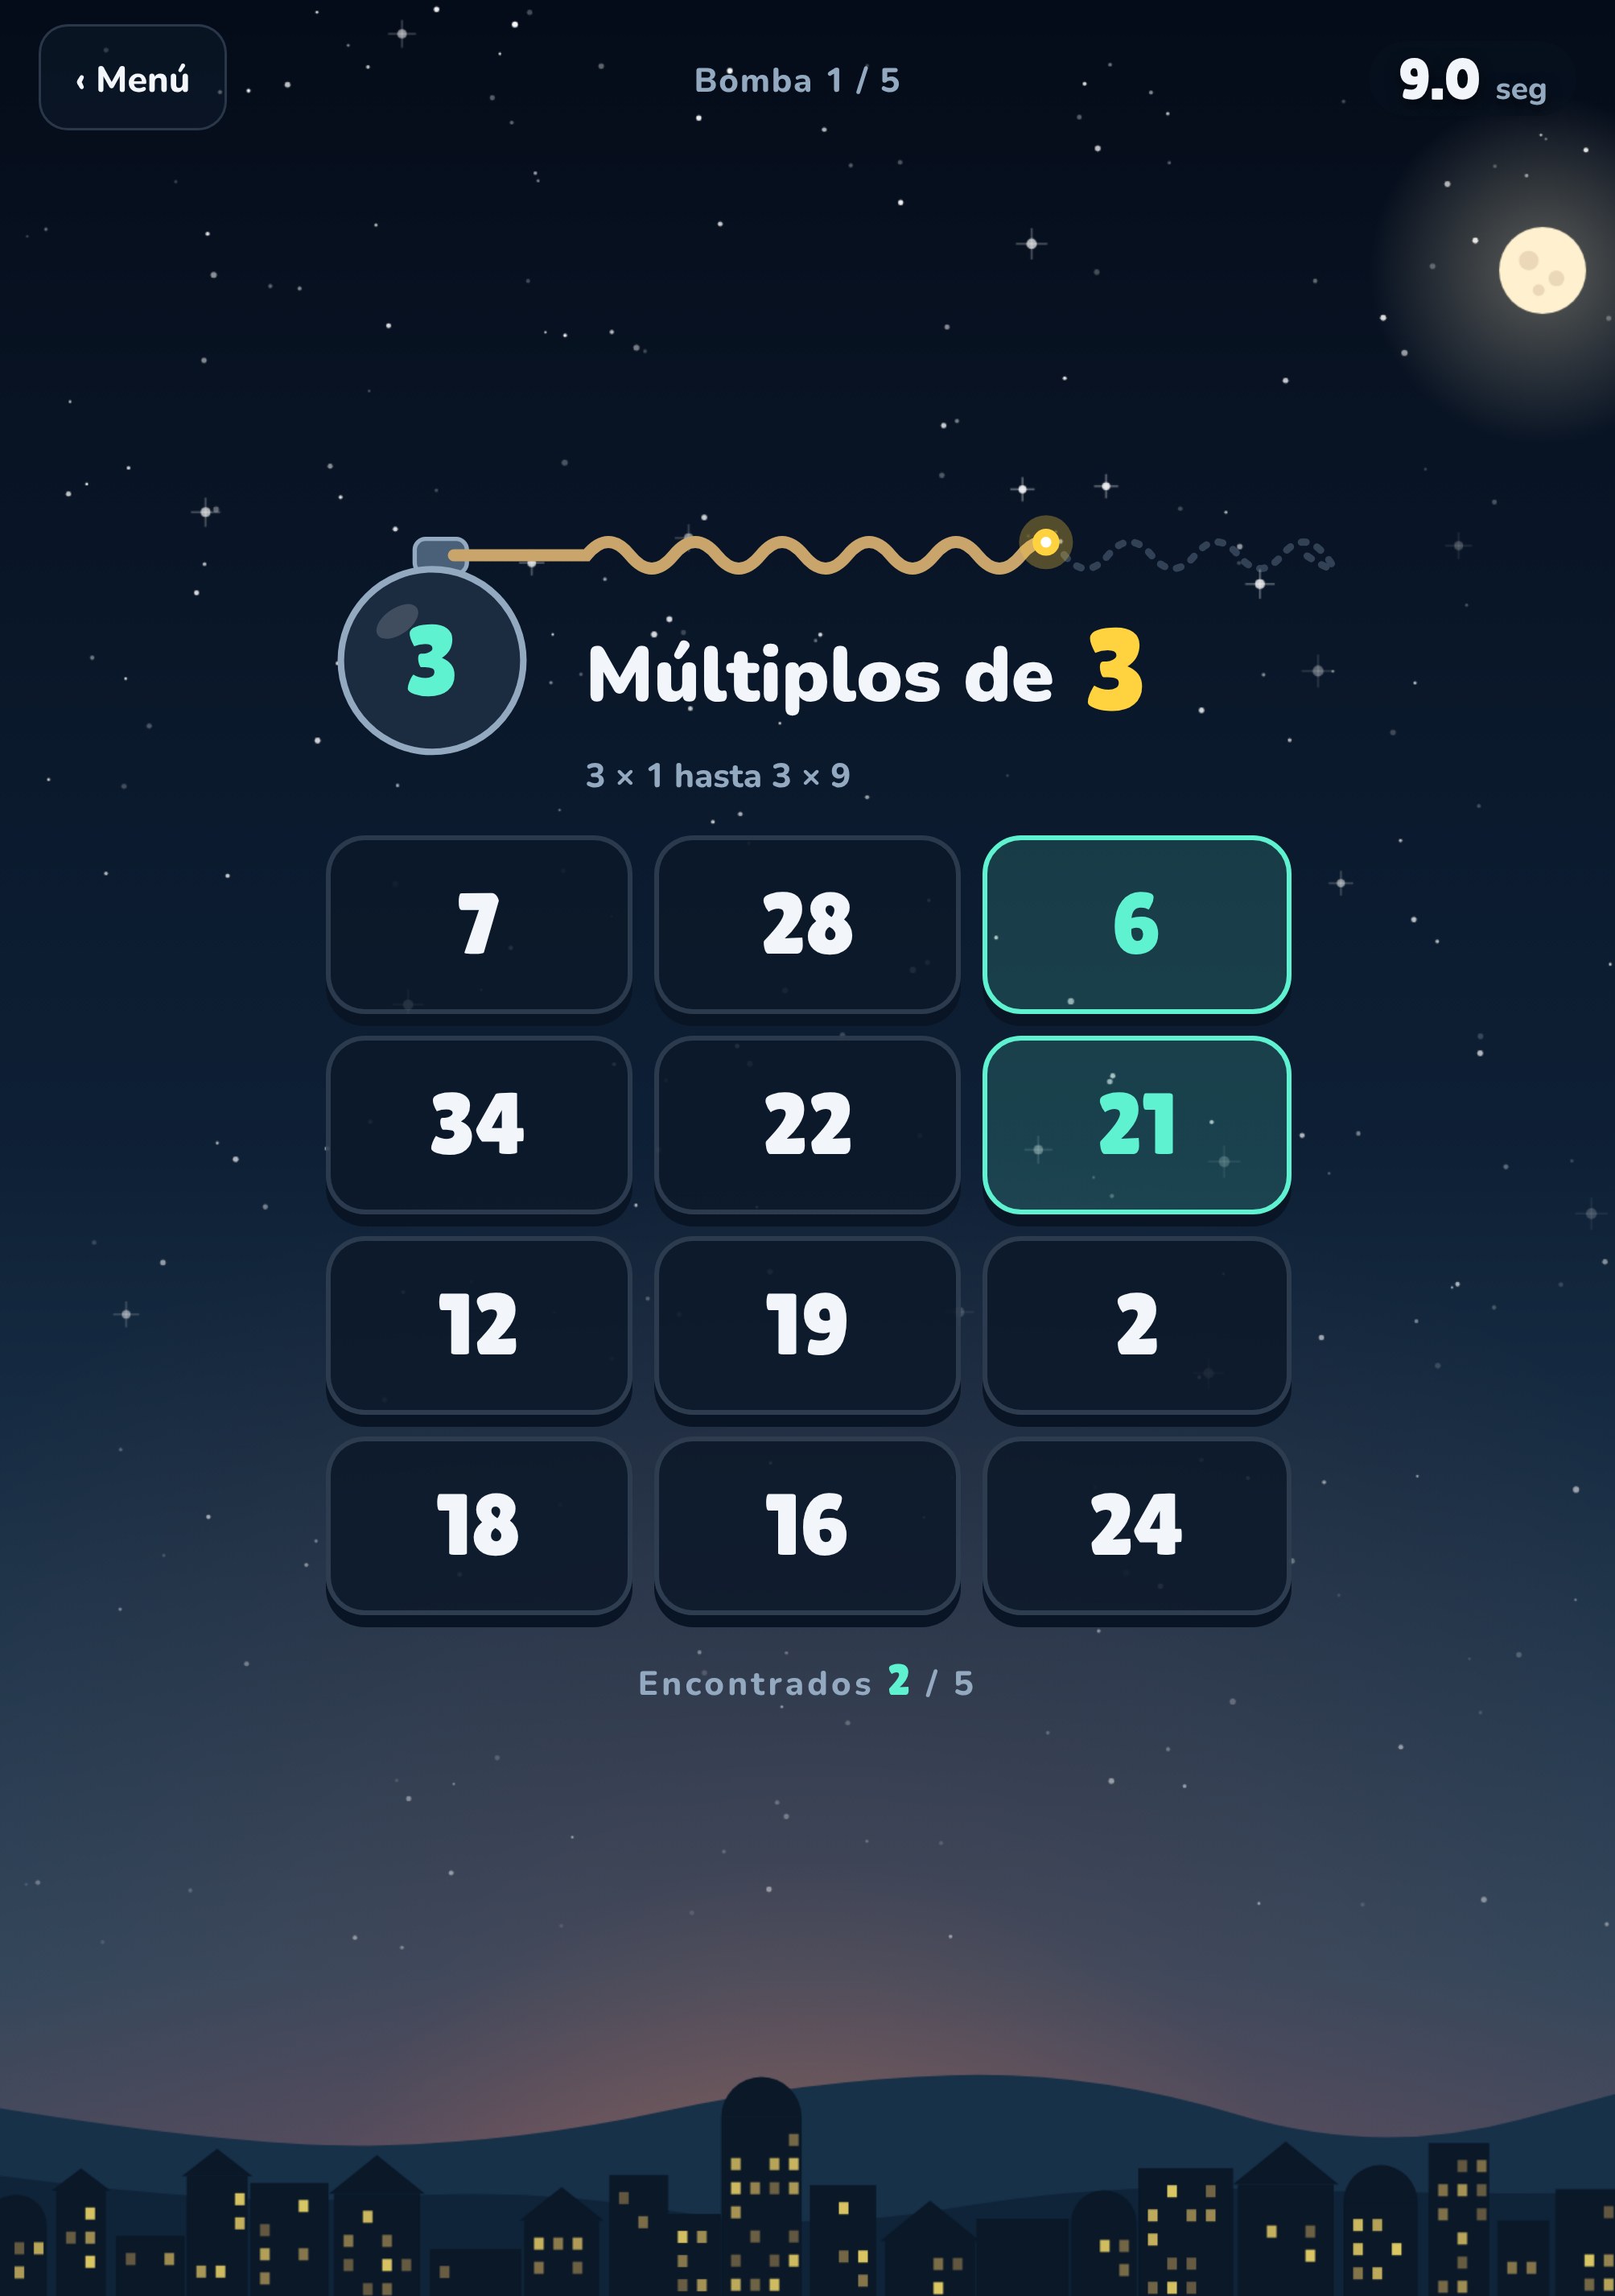 ‹ Menú
Bomba 1 / 5
9.0 seg
3
Múltiplos de 3
3 × 1 hasta 3 × 9
7 28 6
34 22 21
12 19 2
18 16 24
Encontrados 2 / 5